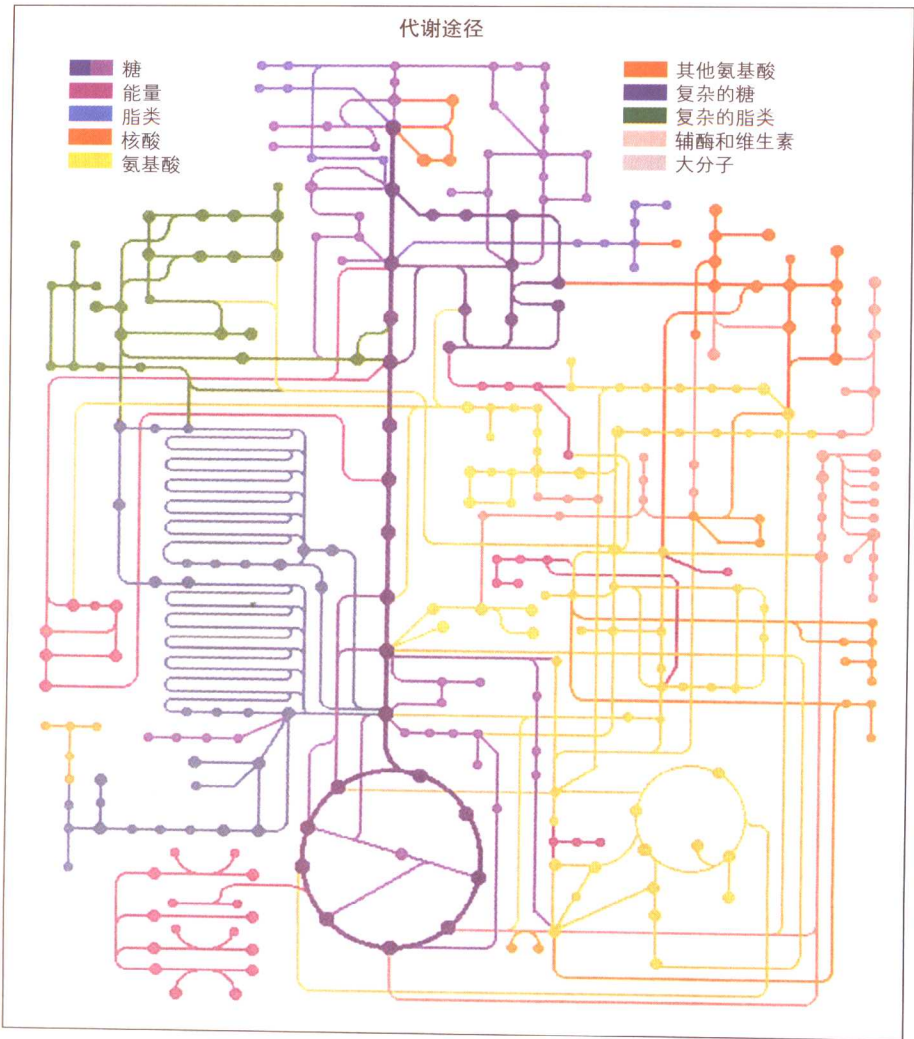 代谢途径
糖
能量
脂类
核酸
氨基酸
其他氨基酸
复杂的糖
复杂的脂类
辅酶和维生素
大分子